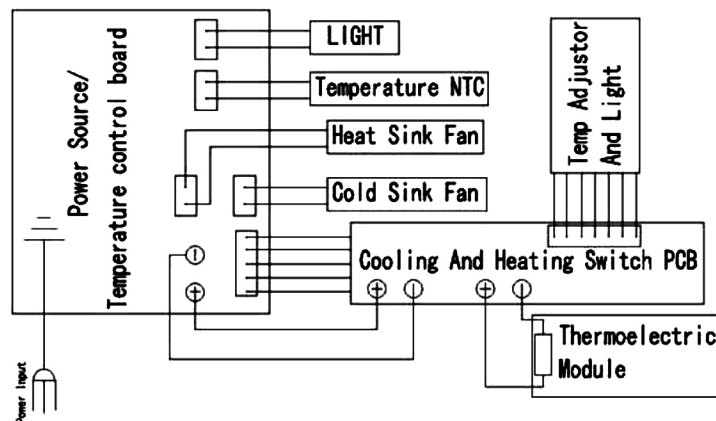 LIGHT
Temperature NTC
Heat Sink Fan
Cold Sink Fan
Power Source/
Temperature control board
Temp Adjustor
And Light
Cooling And Heating Switch PCB
Thermoelectric
Module
Power Input